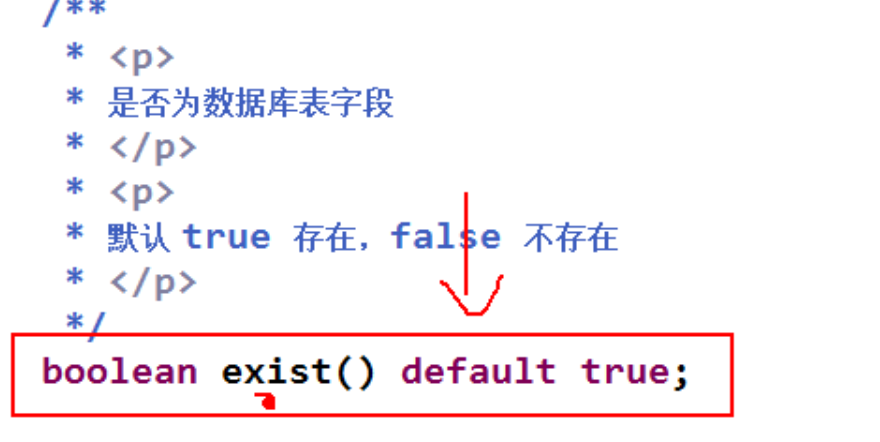 /**
* <p>
* 是否为数据库表字段
* </p>
* <p>
* 默认 true 存在，false 不存在
* </p>
*/
boolean exist() default true;